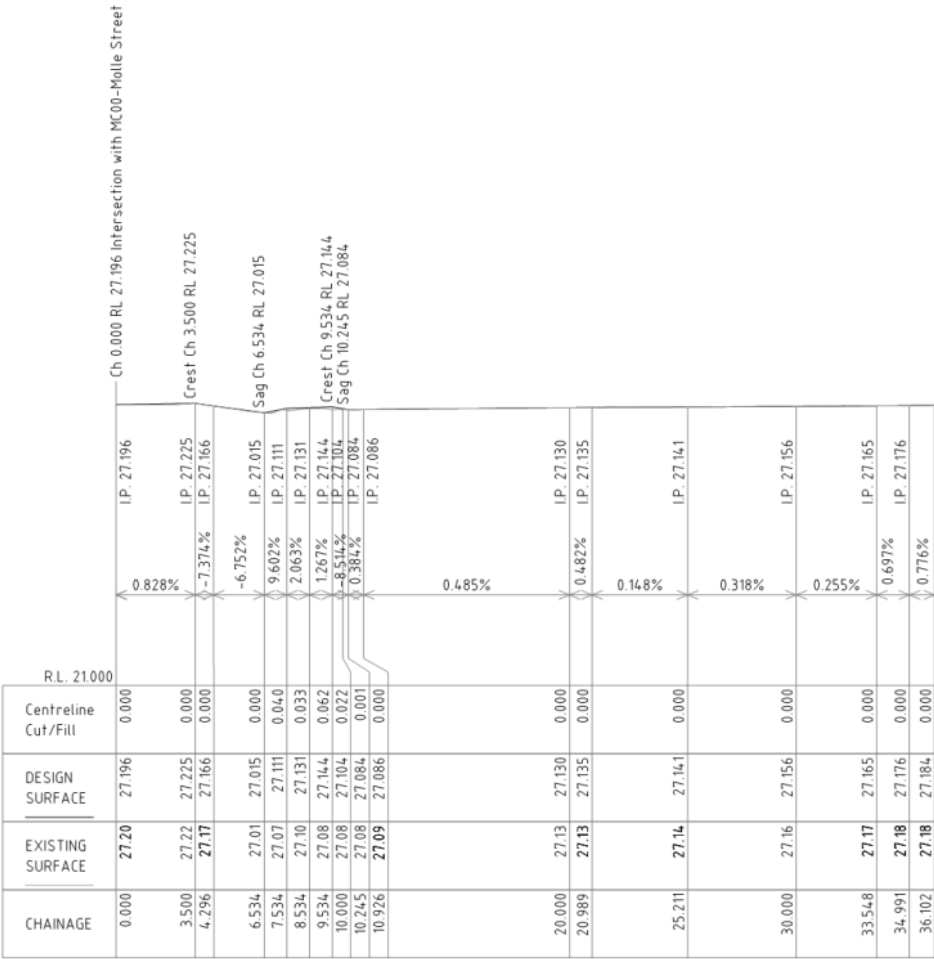 Ch 0.000 RL 27.196 Intersection with MC00-Molle Street
Crest Ch 3.500 RL 27.225
Sag Ch 6.534 RL 27.015
Crest Ch 9.534 RL 27.144
Sag Ch 10.245 RL 27.084
I.P. 27.196
I.P. 27.225
I.P. 27.166
I.P. 27.015
I.P. 27.111
I.P. 27.131
I.P. 27.144
I.P. 27.104
I.P. 27.084
I.P. 27.086
I.P. 27.130
I.P. 27.135
I.P. 27.141
I.P. 27.156
I.P. 27.165
I.P. 27.176
0.828%
-7.374%
-6.752%
9.602%
2.063%
1.267%
-8.514%
0.384%
0.485%
0.482%
0.148%
0.318%
0.255%
0.697%
0.776%
R.L. 21.000
Centreline
Cut/Fill
0.000 0.000 0.000 0.000 0.040 0.033 0.062 0.022 0.001 0.000 0.000 0.000 0.000 0.000 0.000 0.000 0.000
DESIGN
SURFACE
27.196 27.225 27.166 27.015 27.111 27.131 27.144 27.104 27.084 27.086 27.130 27.135 27.141 27.156 27.165 27.176 27.184
EXISTING
SURFACE
27.20 27.22 27.17 27.01 27.07 27.10 27.08 27.08 27.08 27.09 27.13 27.13 27.14 27.16 27.17 27.18 27.18
CHAINAGE
0.000 3.500 4.296 6.534 7.534 8.534 9.534 10.000 10.245 10.926 20.000 20.989 25.211 30.000 33.548 34.991 36.102